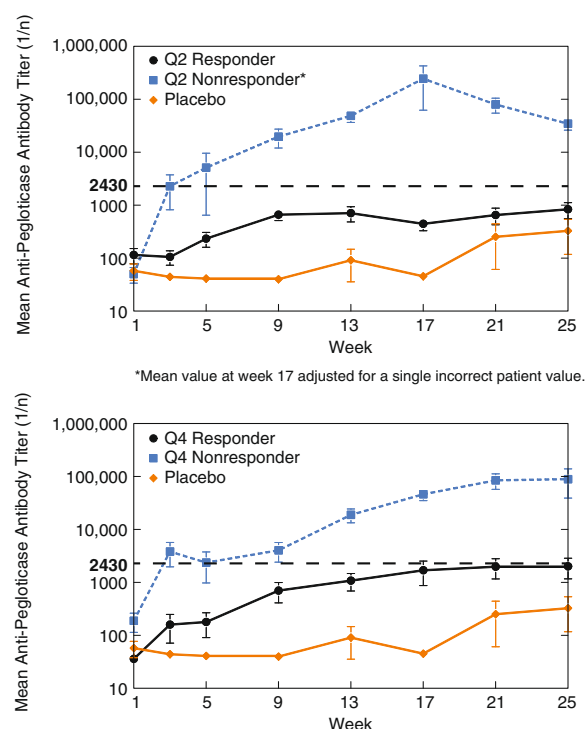 Mean Anti-Pegloticase Antibody Titer (1/n)
1,000,000
100,000
10,000
2430
1000
100
10
Q2 Responder
Q2 Nonresponder*
Placebo
1 5 9 13 17 21 25
Week
*Mean value at week 17 adjusted for a single incorrect patient value.
Mean Anti-Pegloticase Antibody Titer (1/n)
1,000,000
100,000
10,000
2430
1000
100
10
Q4 Responder
Q4 Nonresponder
Placebo
1 5 9 13 17 21 25
Week